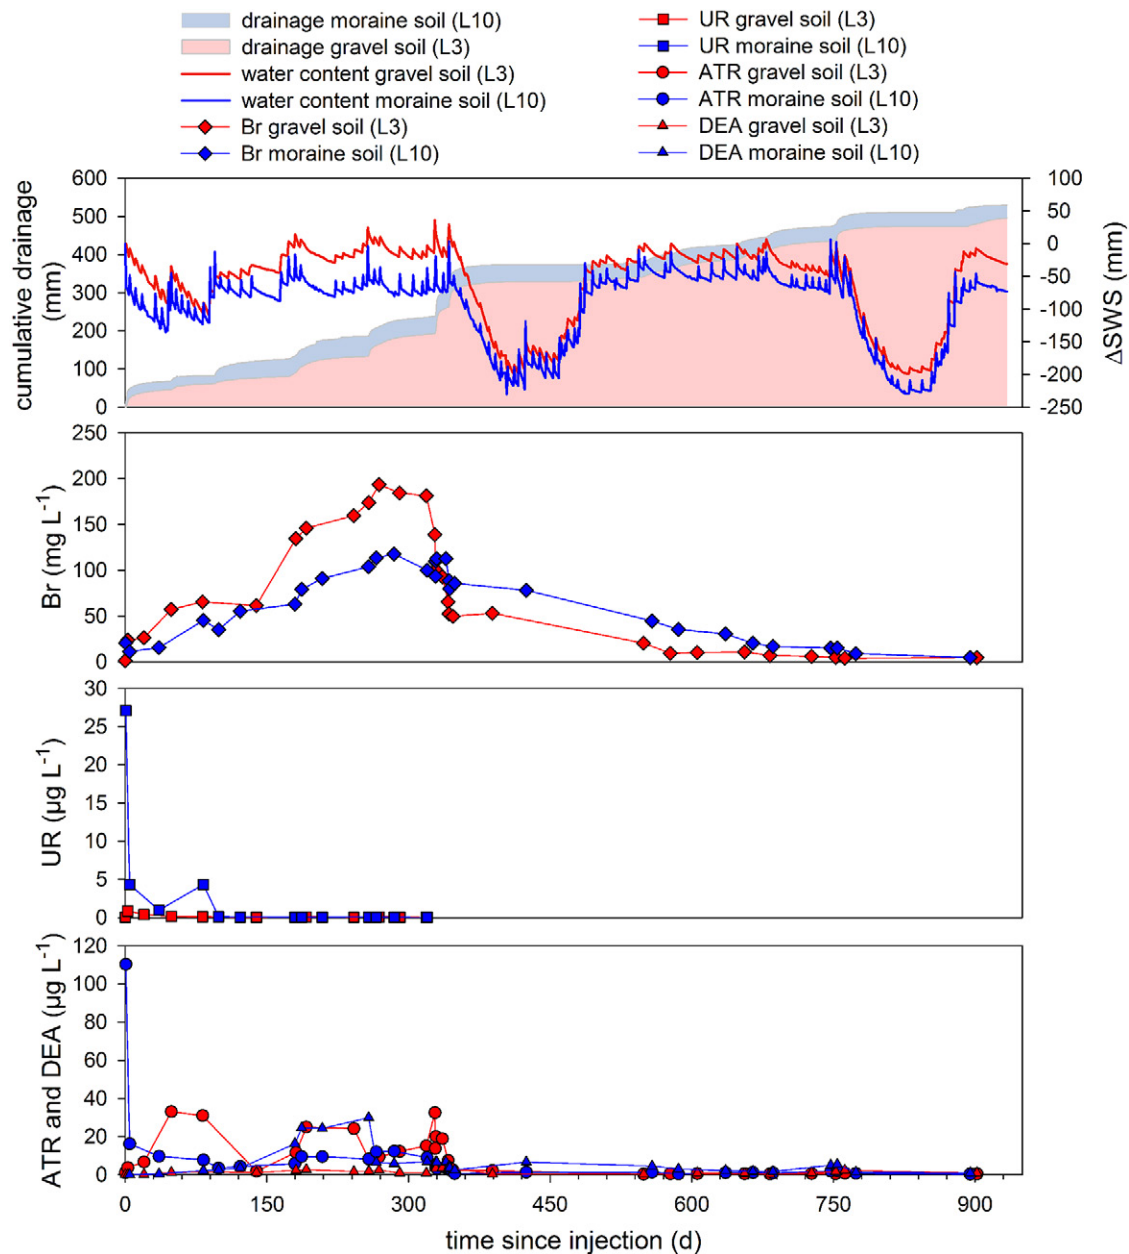 drainage moraine soil (L10)
drainage gravel soil (L3)
water content gravel soil (L3)
water content moraine soil (L10)
Br gravel soil (L3)
Br moraine soil (L10)
UR gravel soil (L3)
UR moraine soil (L10)
ATR gravel soil (L3)
ATR moraine soil (L10)
DEA gravel soil (L3)
DEA moraine soil (L10)
cumulative drainage
(mm)
600
500
400
300
200
100
0
100
50
0
-50
-100
-150
-200
-250
ΔSWS (mm)
Br (mg L⁻¹)
250
200
150
100
50
0
UR (µg L⁻¹)
30
25
20
15
10
5
0
ATR and DEA (µg L⁻¹)
120
100
80
60
40
20
0
0 150 300 450 600 750 900
time since injection (d)